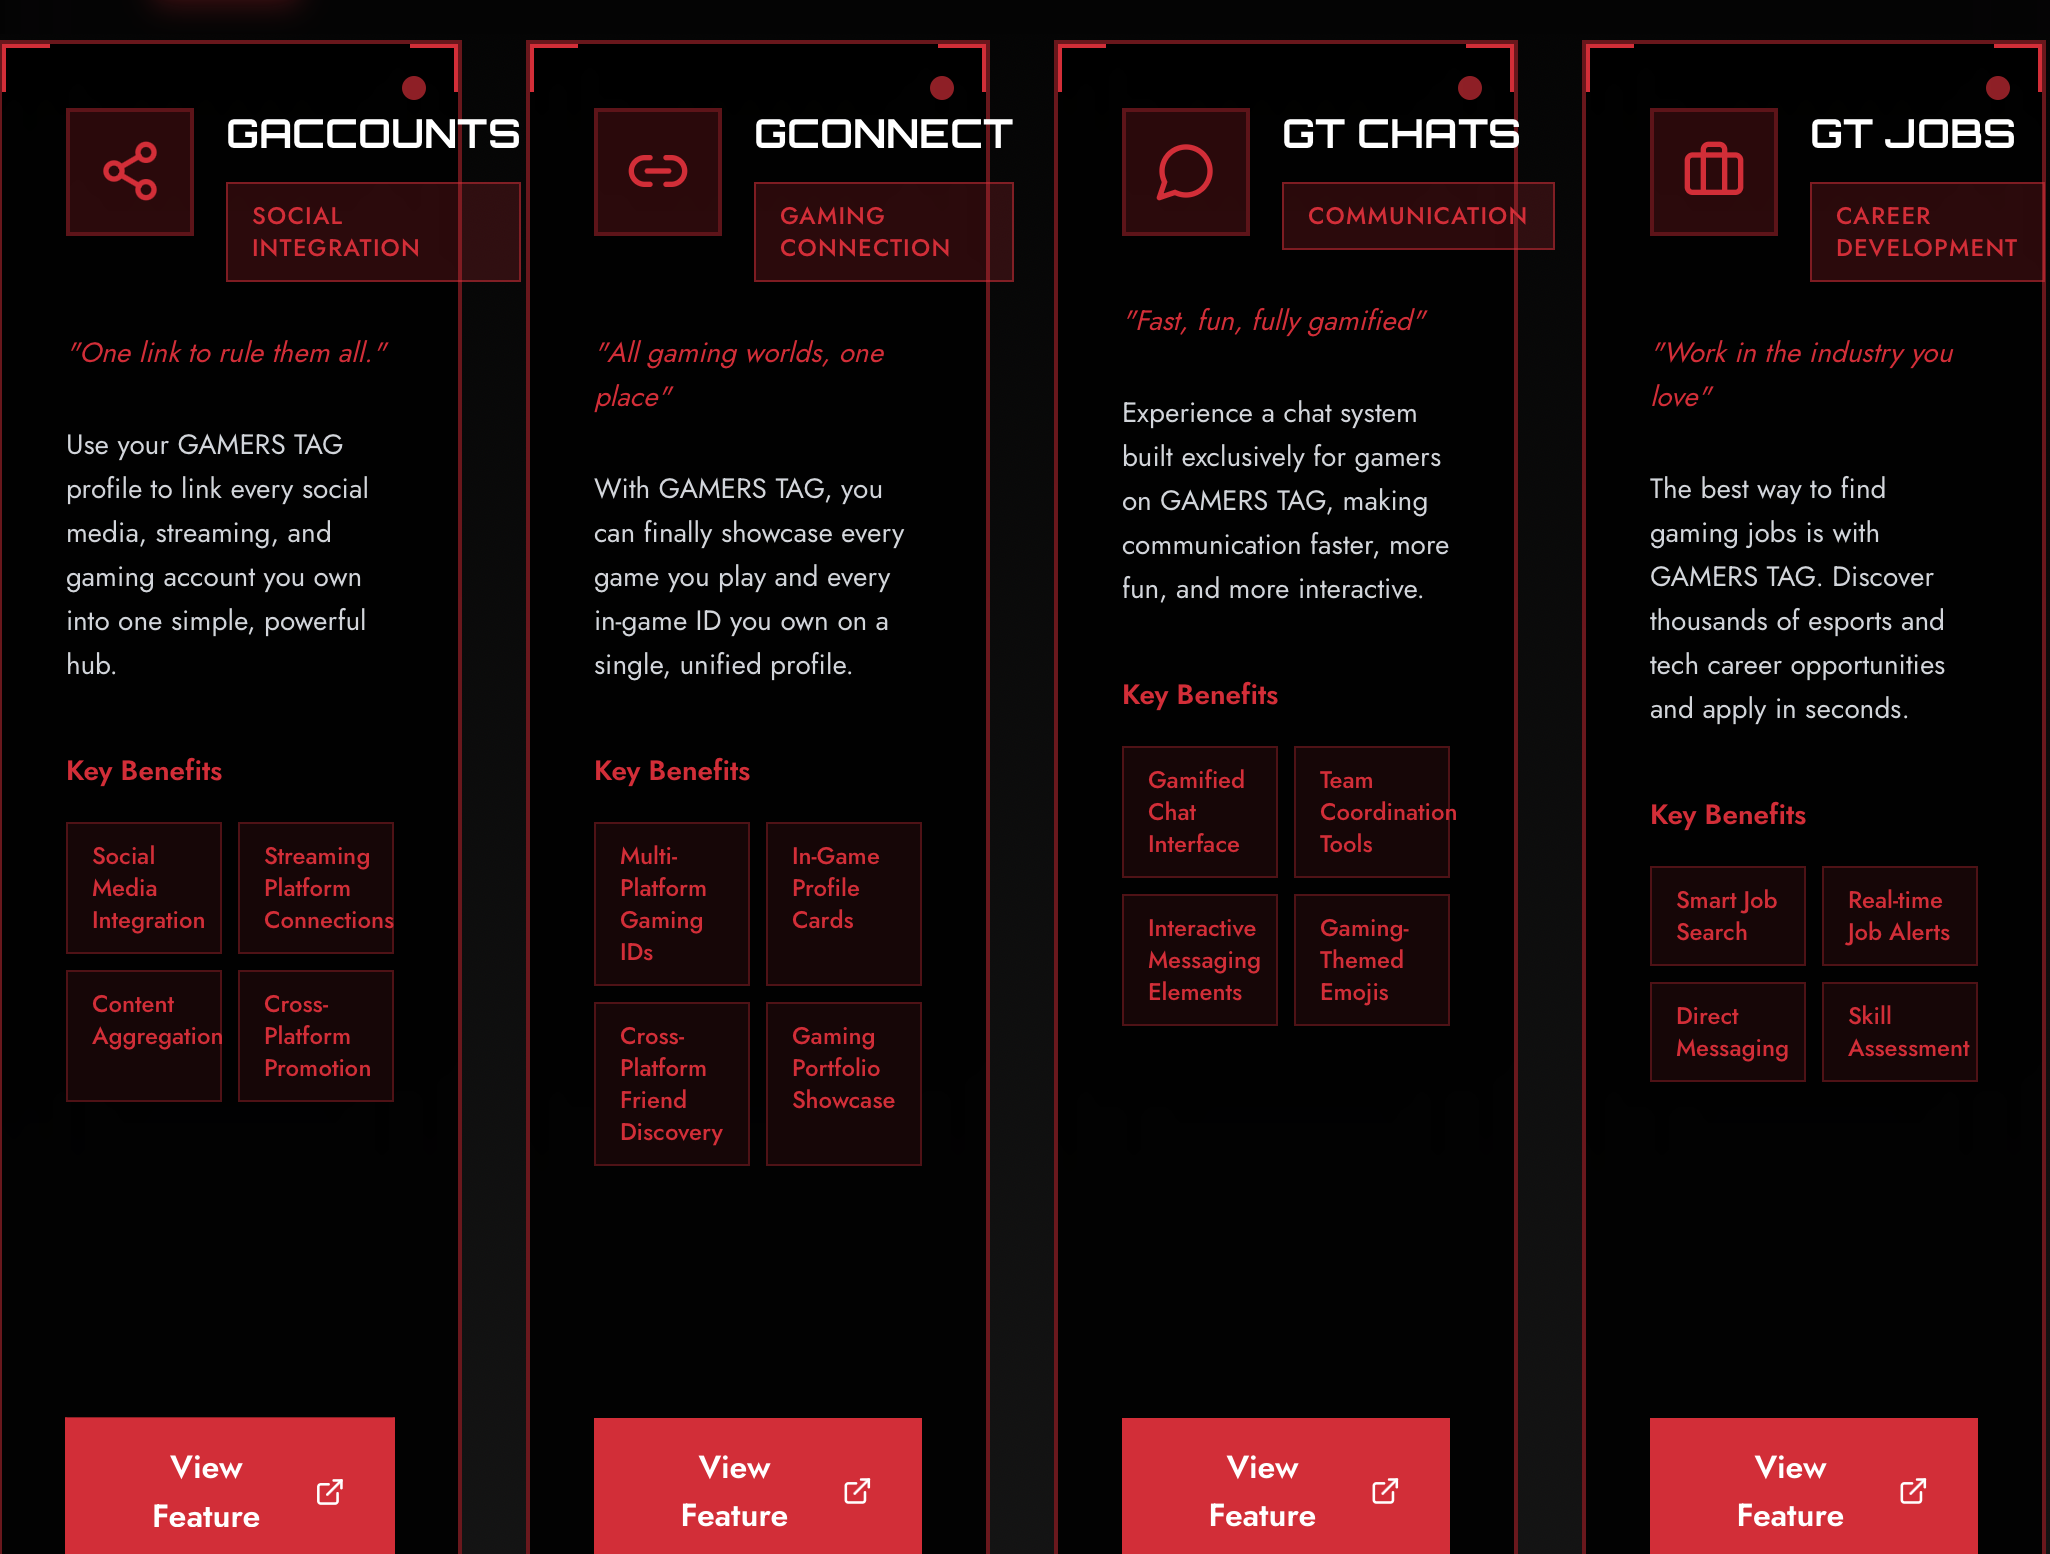 GACCOUNTS
SOCIAL
INTEGRATION
"One link to rule them all."
Use your GAMERS TAG
profile to link every social
media, streaming, and
gaming account you own
into one simple, powerful
hub.
Key Benefits
Social
Media
Integration
Streaming
Platform
Connections
Content
Aggregation
Cross-
Platform
Promotion
View
Feature
GCONNECT
GAMING
CONNECTION
"All gaming worlds, one
place"
With GAMERS TAG, you
can finally showcase every
game you play and every
in-game ID you own on a
single, unified profile.
Key Benefits
Multi-
Platform
Gaming
IDs
In-Game
Profile
Cards
Cross-
Platform
Friend
Discovery
Gaming
Portfolio
Showcase
View
Feature
GT CHATS
COMMUNICATION
"Fast, fun, fully gamified"
Experience a chat system
built exclusively for gamers
on GAMERS TAG, making
communication faster, more
fun, and more interactive.
Key Benefits
Gamified
Chat
Interface
Team
Coordination
Tools
Interactive
Messaging
Elements
Gaming-
Themed
Emojis
View
Feature
GT JOBS
CAREER
DEVELOPMENT
"Work in the industry you
love"
The best way to find
gaming jobs is with
GAMERS TAG. Discover
thousands of esports and
tech career opportunities
and apply in seconds.
Key Benefits
Smart Job
Search
Real-time
Job Alerts
Direct
Messaging
Skill
Assessment
View
Feature